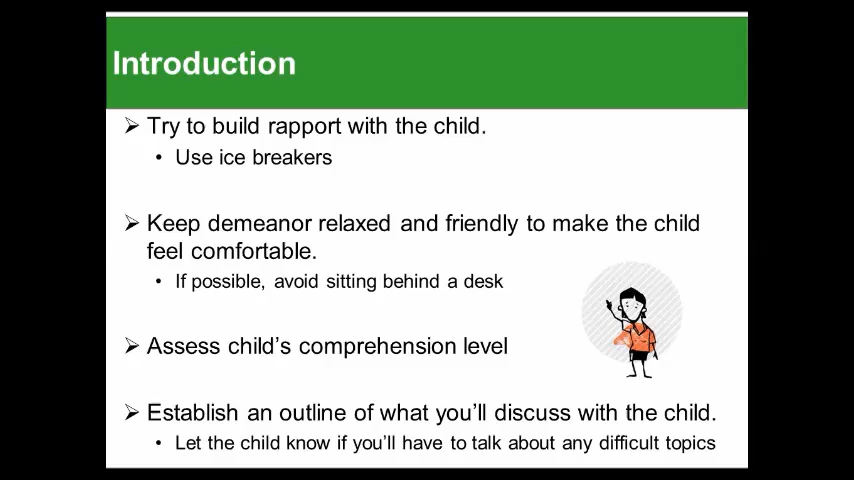 Introduction
Try to build rapport with the child.
• Use ice breakers
Keep demeanor relaxed and friendly to make the child
feel comfortable.
• If possible, avoid sitting behind a desk
Assess child's comprehension level
Establish an outline of what you'll discuss with the child.
• Let the child know if you'll have to talk about any difficult topics